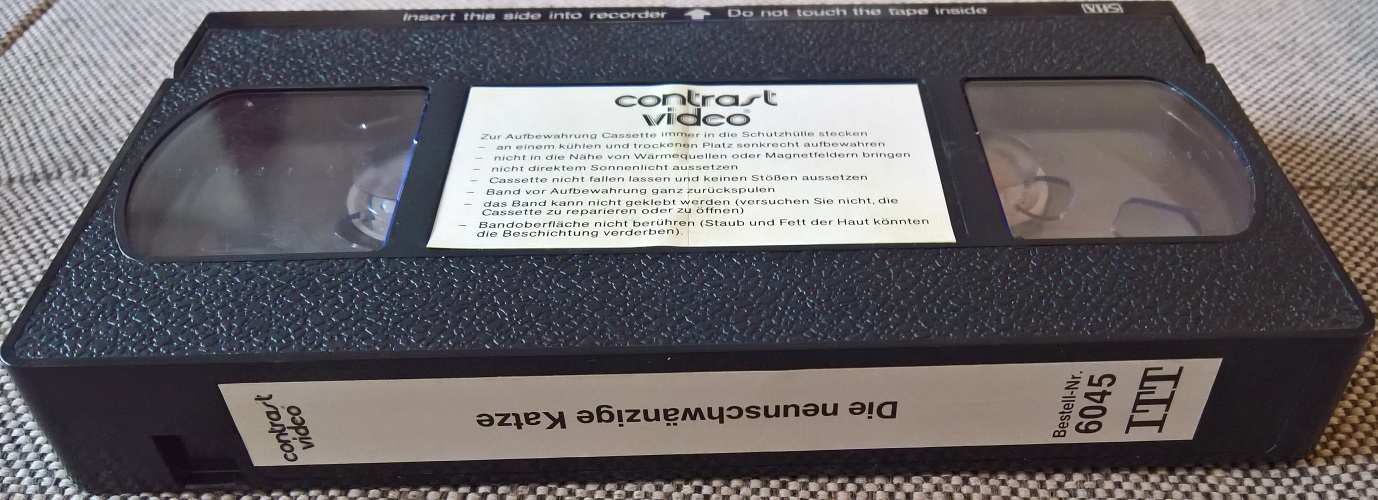 Insert this side into recorder ⇧ Do not touch the tape inside
VHS
contrast
video®
Zur Aufbewahrung Cassette immer in die Schutzhülle stecken
– an einem kühlen und trockenen Platz senkrecht aufbewahren
– nicht in die Nähe von Wärmequellen oder Magnetfeldern bringen
– nicht direktem Sonnenlicht aussetzen
– Cassette nicht fallen lassen und keinen Stößen aussetzen
– Band vor Aufbewahrung ganz zurückspulen
– das Band kann nicht geklebt werden (versuchen Sie nicht, die
Cassette zu reparieren oder zu öffnen)
– Bandoberfläche nicht berühren (Staub und Fett der Haut könnten
die Beschichtung verderben).
contrast
video®
Die neunschwänzige Katze
Bestell-Nr.
6045
ITT